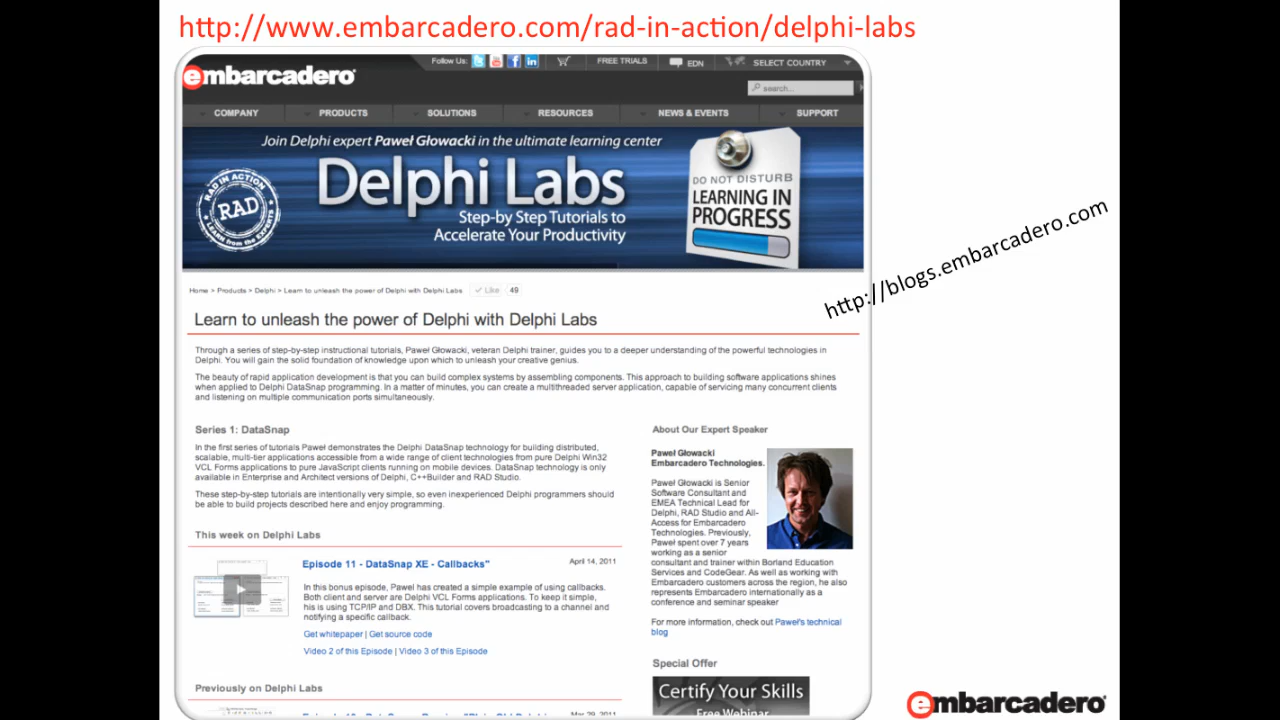 http://www.embarcadero.com/rad-in-action/delphi-labs
Follow Us:
FREE TRIALS
EDN
SELECT COUNTRY
embarcadero®
search...
COMPANY
PRODUCTS
SOLUTIONS
RESOURCES
NEWS & EVENTS
SUPPORT
Join Delphi expert Paweł Głowacki in the ultimate learning center
Delphi Labs
Step-by Step Tutorials to
Accelerate Your Productivity
RAD IN ACTION
RAD
LEARN from the EXPERTS
DO NOT DISTURB
LEARNING IN
PROGRESS
http://blogs.embarcadero.com
Home > Products > Delphi > Learn to unleash the power of Delphi with Delphi Labs
Like
49
Learn to unleash the power of Delphi with Delphi Labs
Through a series of step-by-step instructional tutorials, Paweł Głowacki, veteran Delphi trainer, guides you to a deeper understanding of the powerful technologies in
Delphi. You will gain the solid foundation of knowledge upon which to unleash your creative genius.
The beauty of rapid application development is that you can build complex systems by assembling components. This approach to building software applications shines
when applied to Delphi DataSnap programming. In a matter of minutes, you can create a multithreaded server application, capable of servicing many concurrent clients
and listening on multiple communication ports simultaneously.
Series 1: DataSnap
In the first series of tutorials Paweł demonstrates the Delphi DataSnap technology for building distributed,
scalable, multi-tier applications accessible from a wide range of client technologies from pure Delphi Win32
VCL Forms applications to pure JavaScript clients running on mobile devices. DataSnap technology is only
available in Enterprise and Architect versions of Delphi, C++Builder and RAD Studio.
These step-by-step tutorials are intentionally very simple, so even inexperienced Delphi programmers should
be able to build projects described here and enjoy programming.
This week on Delphi Labs
Episode 11 - DataSnap XE - Callbacks"
April 14, 2011
In this bonus episode, Paweł has created a simple example of using callbacks.
Both client and server are Delphi VCL Forms applications. To keep it simple,
his is using TCP/IP and DBX. This tutorial covers broadcasting to a channel and
notifying a specific callback.
Get whitepaper | Get source code
Video 2 of this Episode | Video 3 of this Episode
Previously on Delphi Labs
About Our Expert Speaker
Paweł Głowacki
Embarcadero Technologies.
Paweł Głowacki is Senior
Software Consultant and
EMEA Technical Lead for
Delphi, RAD Studio and All-
Access for Embarcadero
Technologies. Previously,
Paweł spent over 7 years
working as a senior
consultant and trainer within Borland Education
Services and CodeGear. As well as working with
Embarcadero customers across the region, he also
represents Embarcadero internationally as a
conference and seminar speaker
For more information, check out Paweł's technical
blog
Special Offer
Certify Your Skills
Free Webinar
embarcadero®